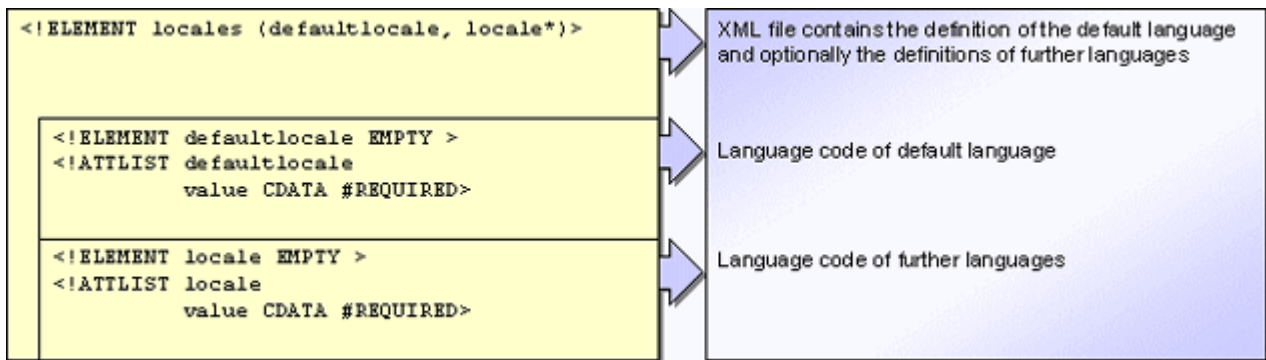 <!ELEMENT locales (defaultlocale, locale*)>
XML file contains the definition of the default language
and optionally the definitions of further languages
<!ELEMENT defaultlocale EMPTY >
<!ATTLIST defaultlocale
value CDATA #REQUIRED>
Language code of default language
<!ELEMENT locale EMPTY >
<!ATTLIST locale
value CDATA #REQUIRED>
Language code of further languages